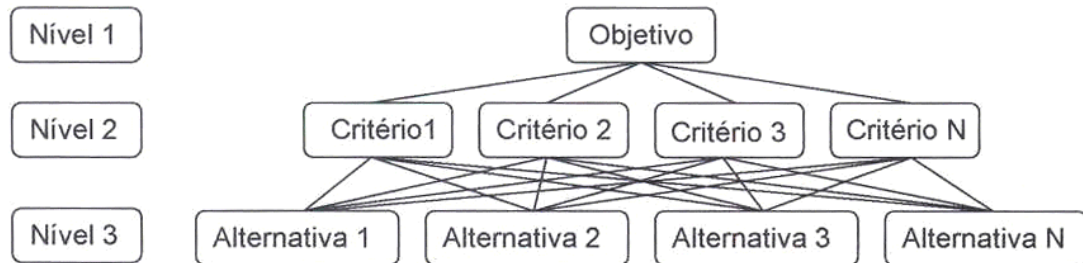 Nível 1 Objetivo
Nível 2 Critério1 Critério 2 Critério 3 Critério N
Nível 3 Alternativa 1 Alternativa 2 Alternativa 3 Alternativa N